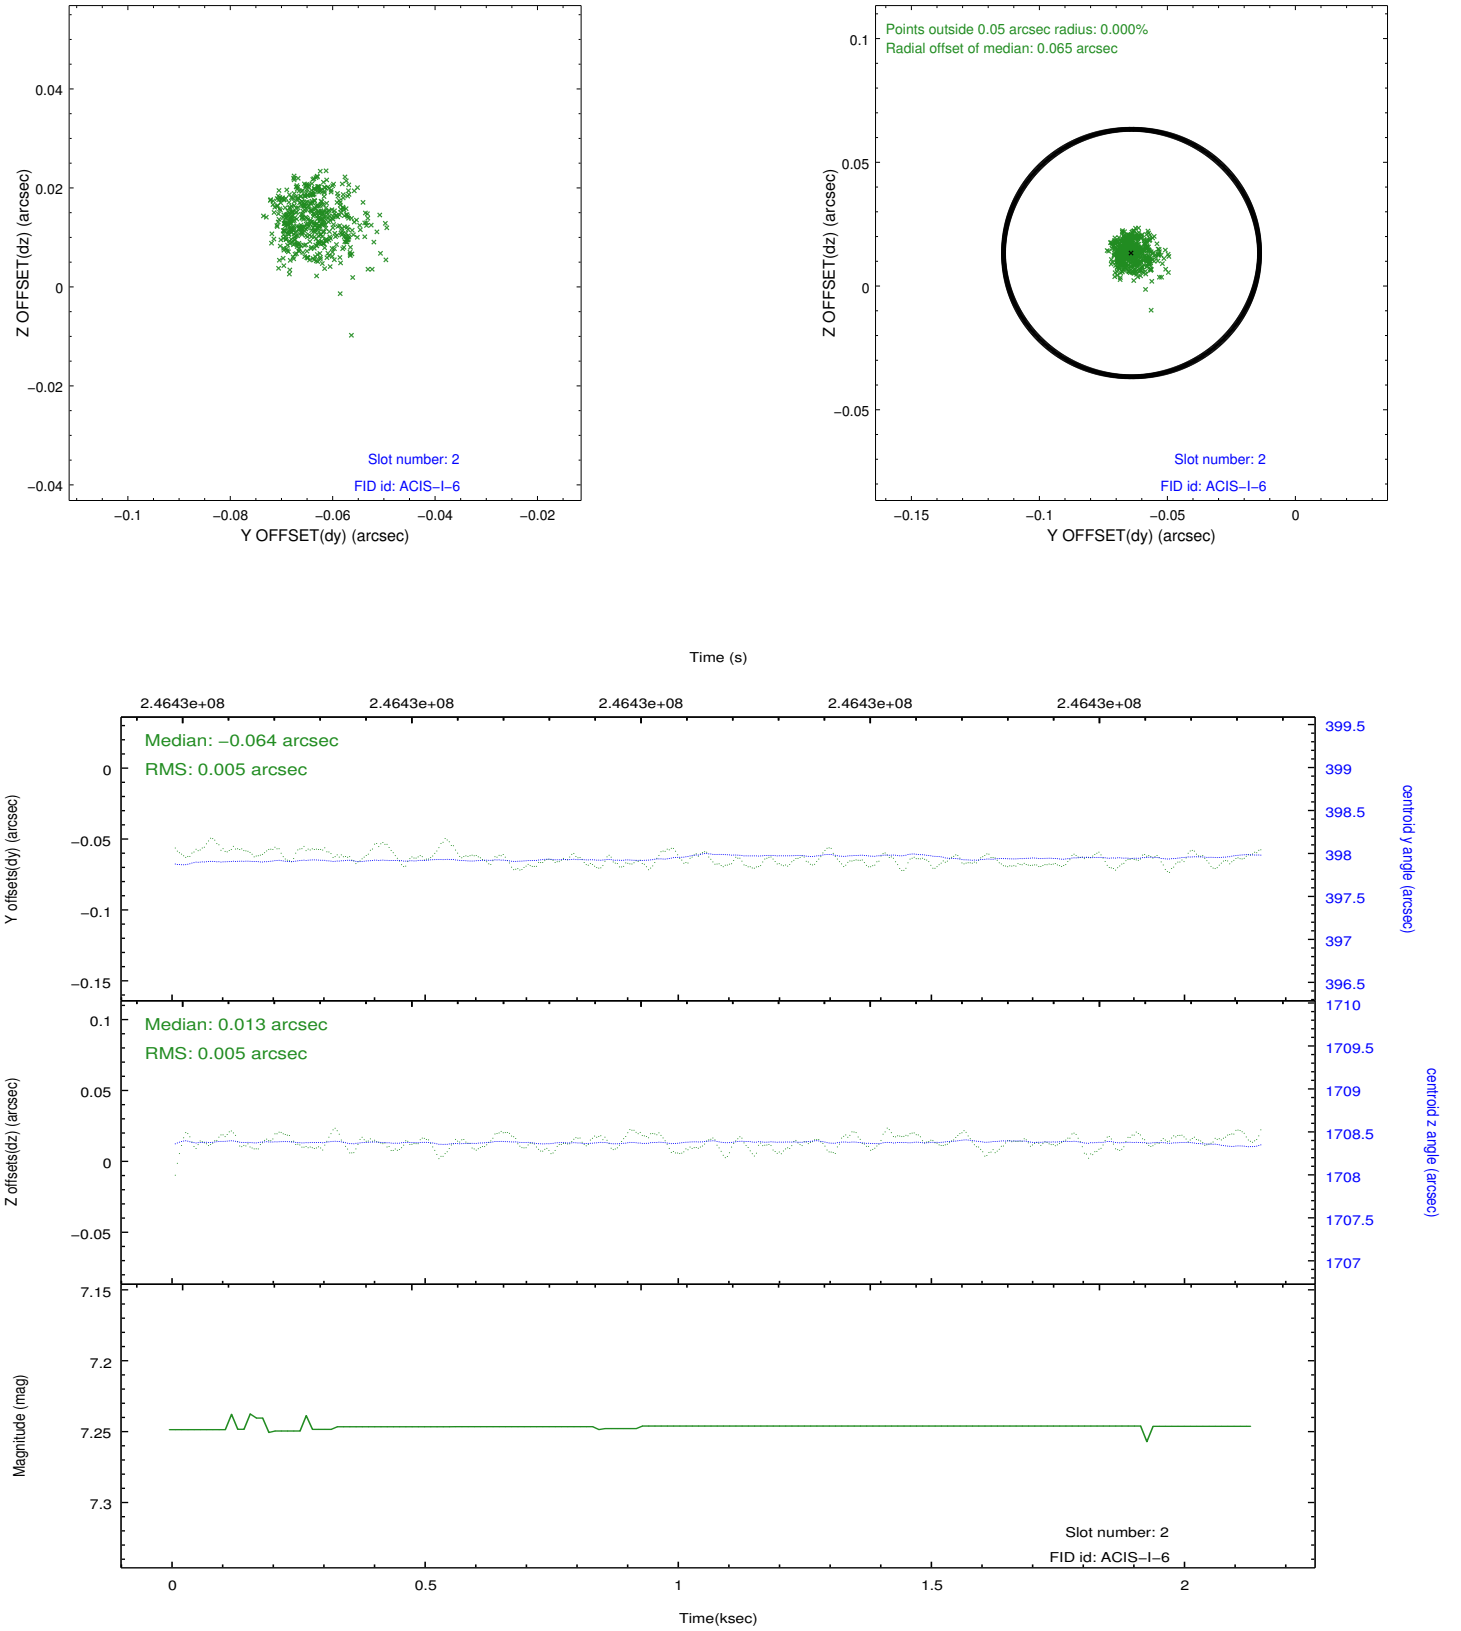 0.04
0.02
0
−0.02
−0.04
Z OFFSET(dz) (arcsec)
Slot number: 2
FID id: ACIS−I−6
−0.1
−0.08
−0.06
−0.04
−0.02
Y OFFSET(dy) (arcsec)
Points outside 0.05 arcsec radius: 0.000%
Radial offset of median: 0.065 arcsec
0.1
0.05
0
−0.05
Z OFFSET(dz) (arcsec)
Slot number: 2
FID id: ACIS−I−6
−0.15
−0.1
−0.05
0
Y OFFSET(dy) (arcsec)
Time (s)
2.4643e+08
2.4643e+08
2.4643e+08
2.4643e+08
2.4643e+08
Median: −0.064 arcsec
RMS: 0.005 arcsec
0
−0.05
−0.1
−0.15
Y offsets(dy) (arcsec)
399.5
399
398.5
398
397.5
397
396.5
centroid y angle (arcsec)
Median: 0.013 arcsec
RMS: 0.005 arcsec
0.1
0.05
0
−0.05
Z offsets(dz) (arcsec)
1710
1709.5
1709
1708.5
1708
1707.5
1707
centroid z angle (arcsec)
7.15
7.2
7.25
7.3
Magnitude (mag)
Slot number: 2
FID id: ACIS−I−6
0
0.5
1
1.5
2
Time(ksec)